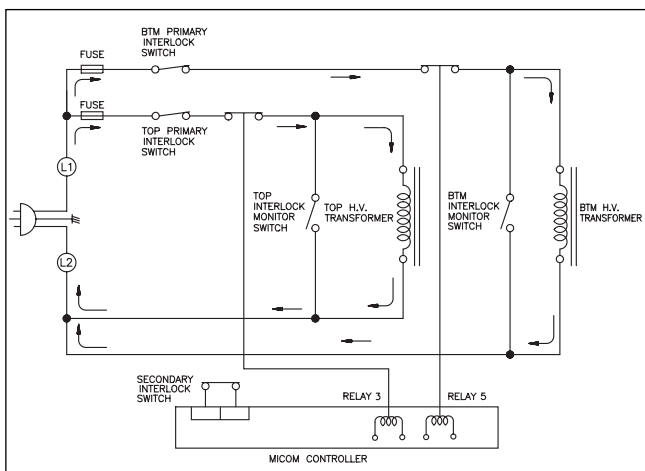 BTM PRIMARY
INTERLOCK
SWITCH
FUSE
FUSE
TOP PRIMARY
INTERLOCK
SWITCH
L1
L2
TOP
INTERLOCK
MONITOR
SWITCH
TOP H.V.
TRANSFORMER
BTM
INTERLOCK
MONITOR
SWITCH
BTM H.V.
TRANSFORMER
SECONDARY
INTERLOCK
SWITCH
RELAY 3
RELAY 5
MICOM CONTROLLER